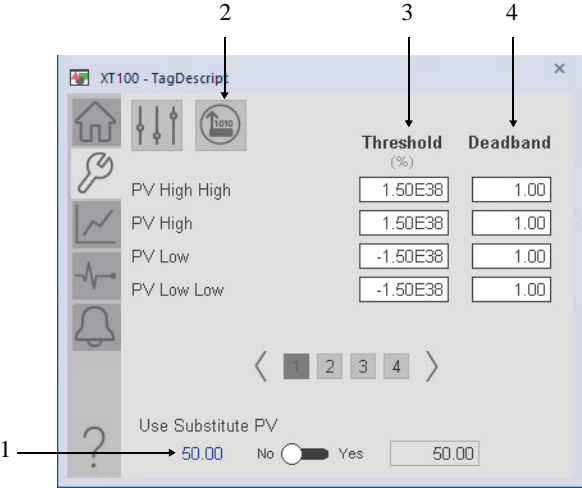 2 3 4
XT100 - TagDescript
1010
Threshold Deadband
(%)
PV High High 1.50E38 1.00
PV High 1.50E38 1.00
PV Low -1.50E38 1.00
PV Low Low -1.50E38 1.00
1 2 3 4
Use Substitute PV
1 50.00 No Yes 50.00
?